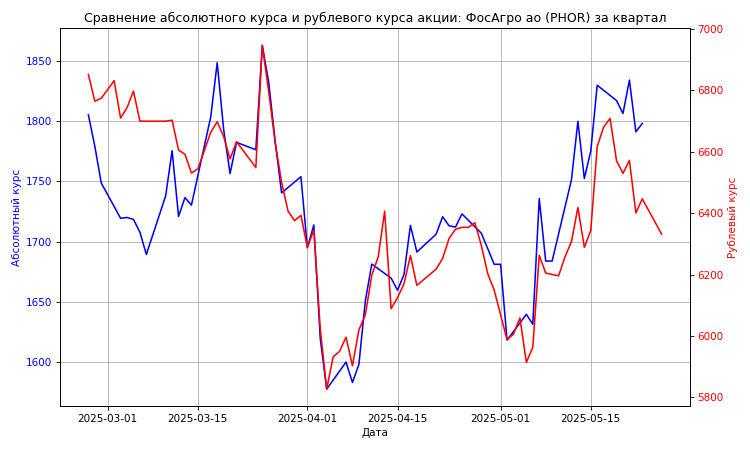 Сравнение абсолютного курса и рублевого курса акции: ФосАгро ао (PHOR) за квартал
Абсолютный курс
1850
1800
1750
1700
1650
1600
7000
6800
6600
6400
6200
6000
5800
Рублевый курс
2025-03-01 2025-03-15 2025-04-01 2025-04-15 2025-05-01 2025-05-15
Дата